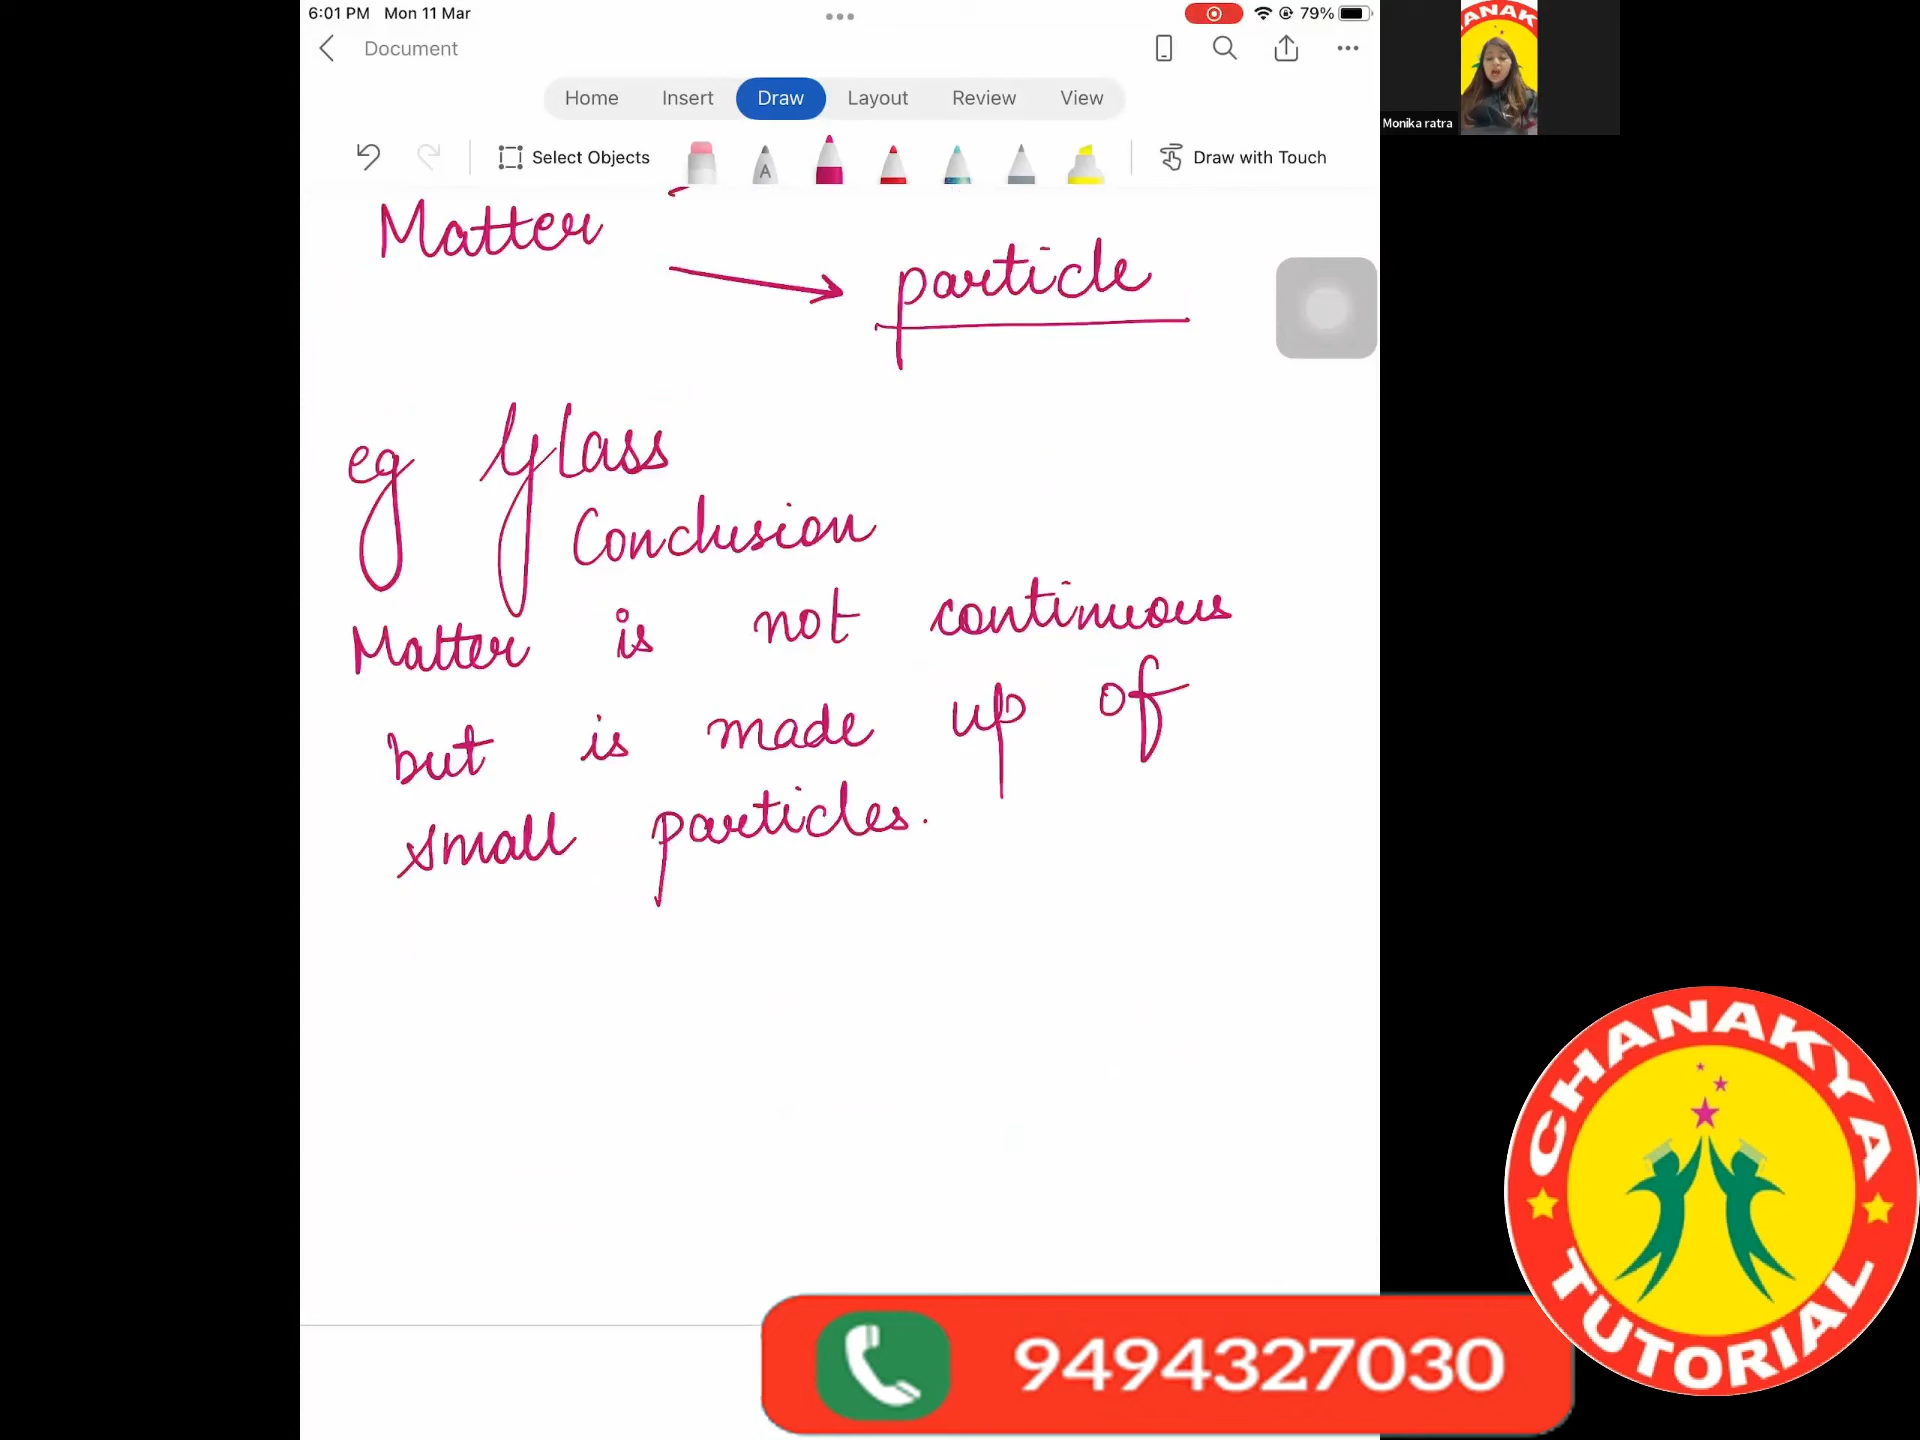 6:01 PM Mon 11 Mar
79%
Document
Home Insert Draw Layout Review View
Select Objects
A
Draw with Touch
Monika ratra
CHANAK
Matter
particle
eg Glass
Conclusion
Matter is not continuous
but is made up of
small particles.
CHANAKYA
TUTORIAL
9494327030